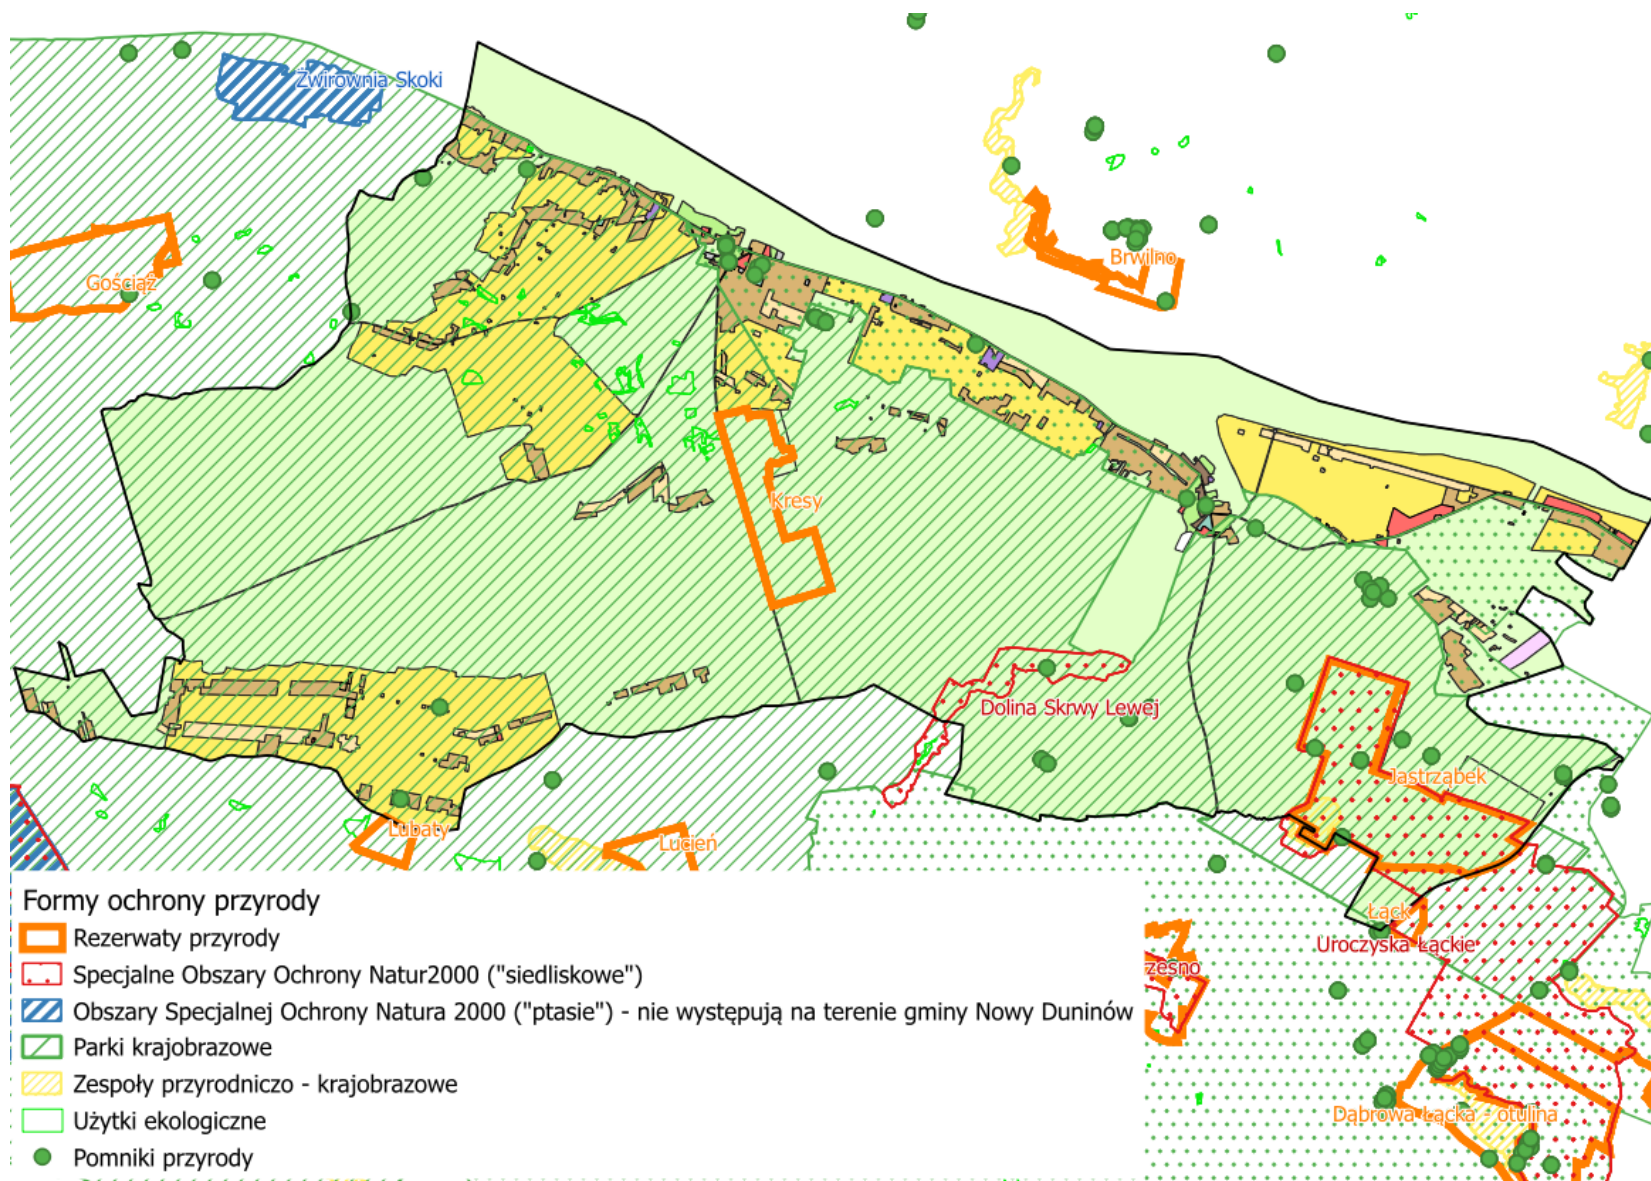 Żwirownia Skoki
Brwilno
Gościąż
Kresy
Dolina Skrwy Lewej
Jastrząbek
Lubaty
Lucień
Łąck
Uroczyska Łąckie
zesno
Dąbrowa Łącka - otulina
Formy ochrony przyrody
Rezerwaty przyrody
Specjalne Obszary Ochrony Natur2000 ("siedliskowe")
Obszary Specjalnej Ochrony Natura 2000 ("ptasie") - nie występują na terenie gminy Nowy Duninów
Parki krajobrazowe
Zespoły przyrodniczo - krajobrazowe
Użytki ekologiczne
Pomniki przyrody